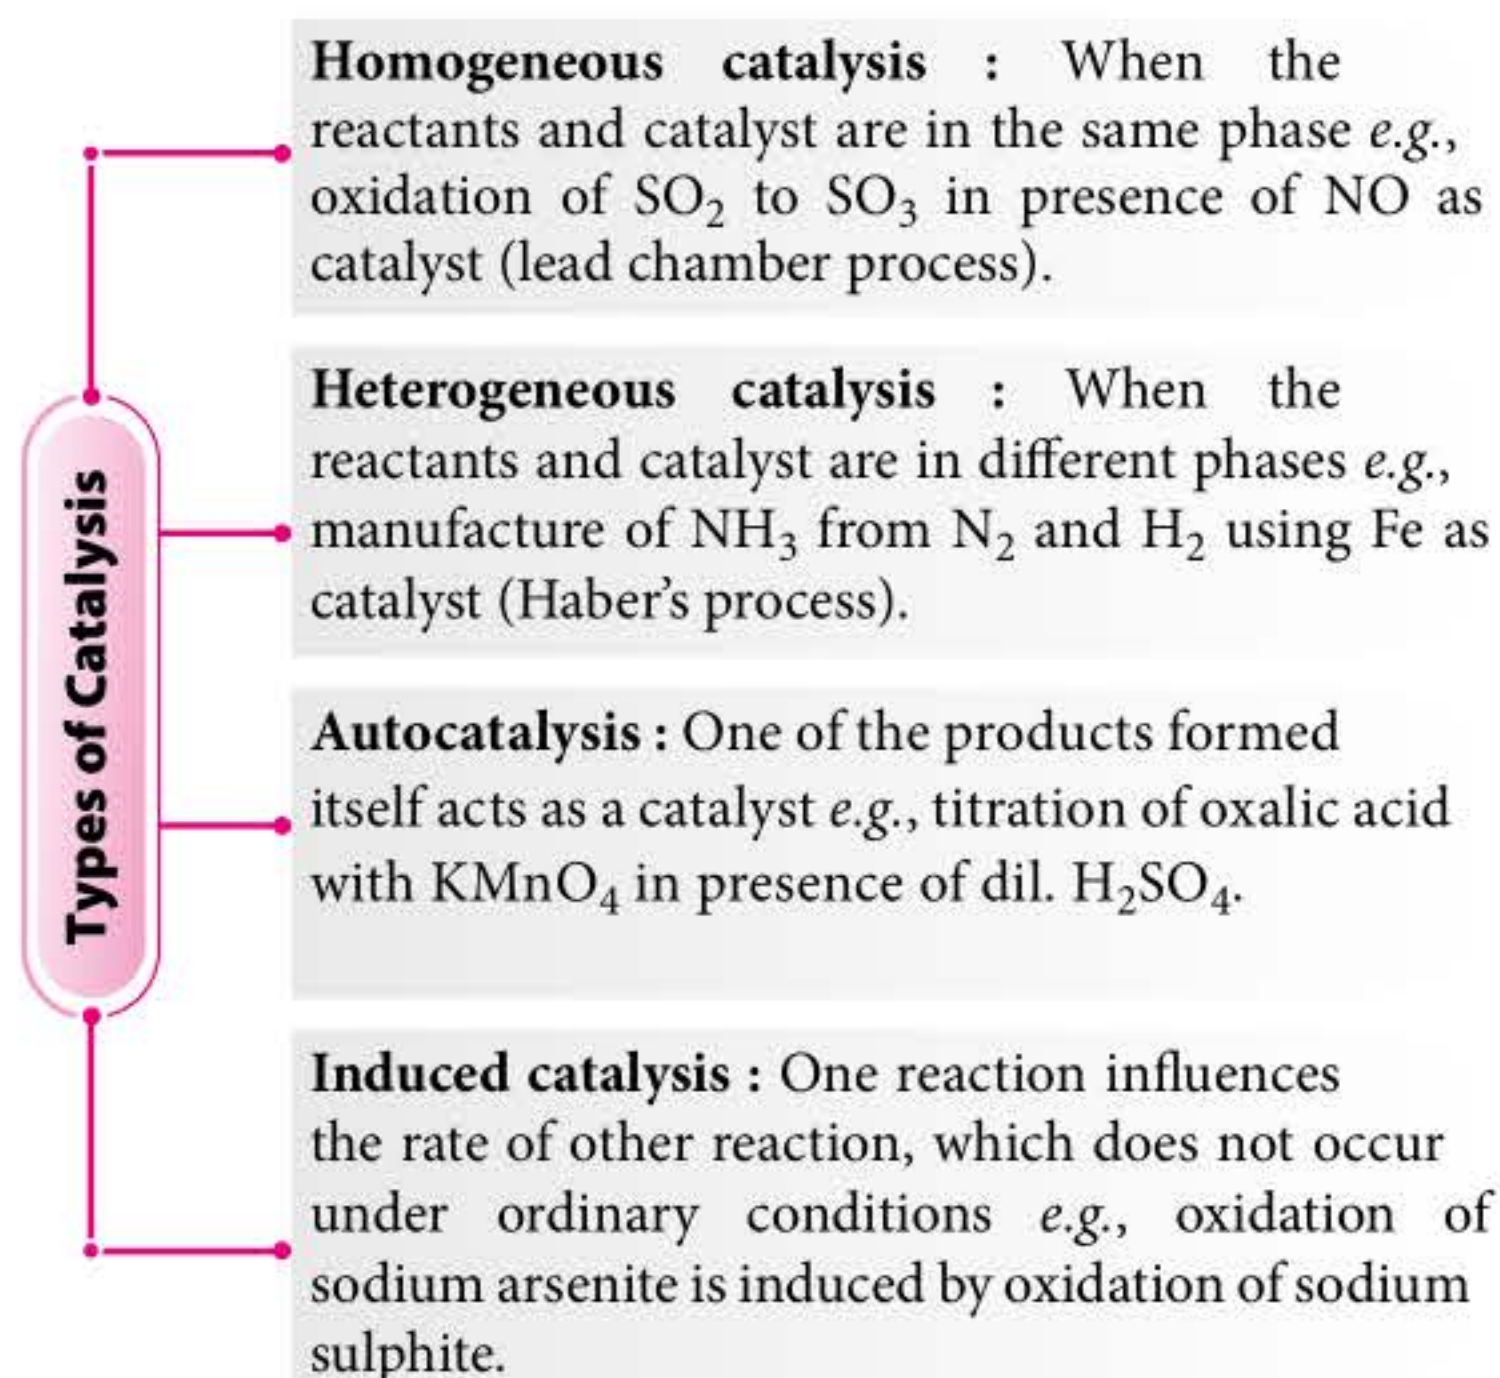 Types of Catalysis
Homogeneous catalysis : When the
reactants and catalyst are in the same phase e.g.,
oxidation of SO₂ to SO₃ in presence of NO as
catalyst (lead chamber process).
Heterogeneous catalysis : When the
reactants and catalyst are in different phases e.g.,
manufacture of NH₃ from N₂ and H₂ using Fe as
catalyst (Haber’s process).
Autocatalysis : One of the products formed
itself acts as a catalyst e.g., titration of oxalic acid
with KMnO₄ in presence of dil. H₂SO₄.
Induced catalysis : One reaction influences
the rate of other reaction, which does not occur
under ordinary conditions e.g., oxidation of
sodium arsenite is induced by oxidation of sodium
sulphite.